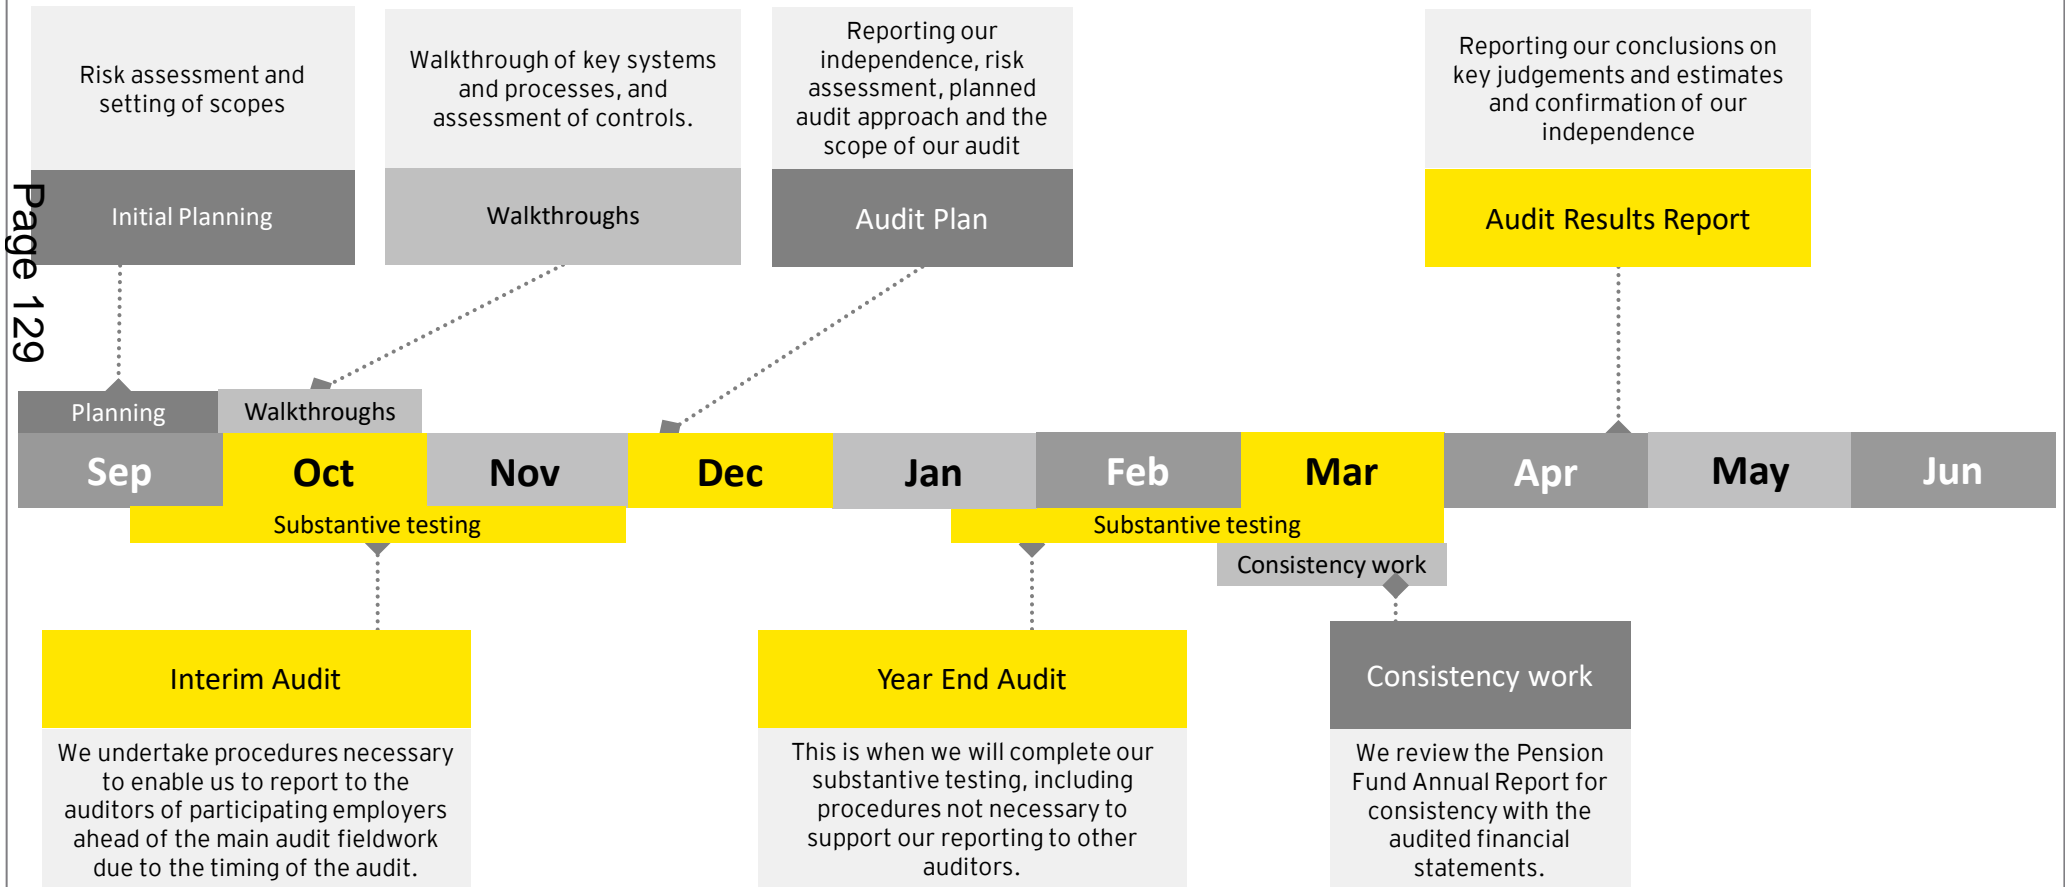 Risk assessment and
setting of scopes
Initial Planning
Walkthrough of key systems
and processes, and
assessment of controls.
Walkthroughs
Reporting our
independence, risk
assessment, planned
audit approach and the
scope of our audit
Audit Plan
Reporting our conclusions on
key judgements and estimates
and confirmation of our
independence
Audit Results Report
Page 129
Planning
Walkthroughs
Sep
Oct
Nov
Dec
Jan
Feb
Mar
Apr
May
Jun
Substantive testing
Substantive testing
Consistency work
Interim Audit
We undertake procedures necessary
to enable us to report to the
auditors of participating employers
ahead of the main audit fieldwork
due to the timing of the audit.
Year End Audit
This is when we will complete our
substantive testing, including
procedures not necessary to
support our reporting to other
auditors.
Consistency work
We review the Pension
Fund Annual Report for
consistency with the
audited financial
statements.